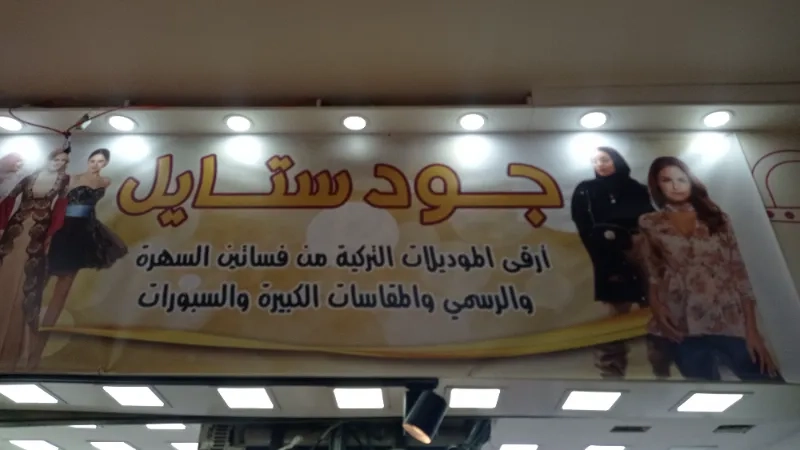 جود ستايل
أرقى الموديلات التركية من فساتين السهرة
والرسمي والمقاسات الكبيرة والسبورات